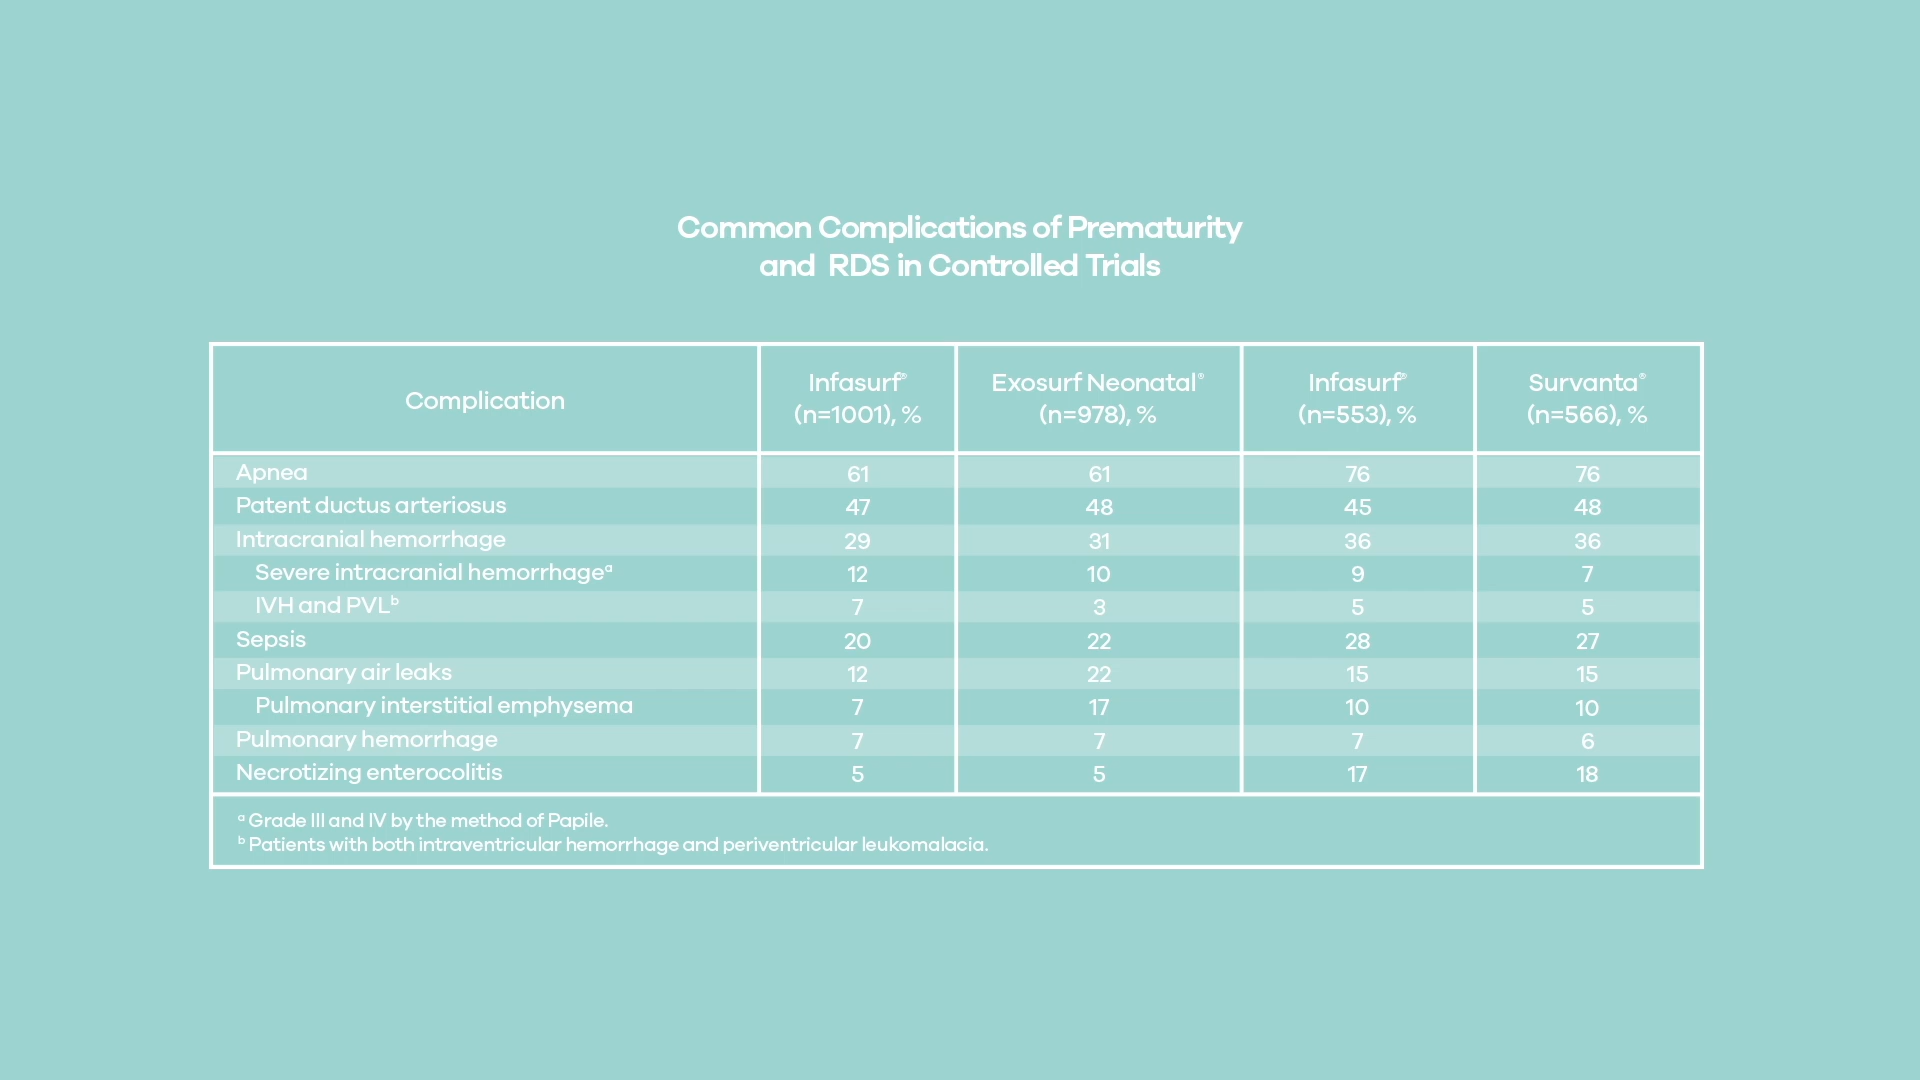 Common Complications of Prematurity
and RDS in Controlled Trials
Complication Infasurf® (n=1001), % Exosurf Neonatal® (n=978), % Infasurf® (n=553), % Survanta® (n=566), %
Apnea 61 61 76 76
Patent ductus arteriosus 47 48 45 48
Intracranial hemorrhage 29 31 36 36
Severe intracranial hemorrhageᵃ 12 10 9 7
IVH and PVLᵇ 7 3 5 5
Sepsis 20 22 28 27
Pulmonary air leaks 12 22 15 15
Pulmonary interstitial emphysema 7 17 10 10
Pulmonary hemorrhage 7 7 7 6
Necrotizing enterocolitis 5 5 17 18
ᵃ Grade III and IV by the method of Papile.
ᵇ Patients with both intraventricular hemorrhage and periventricular leukomalacia.